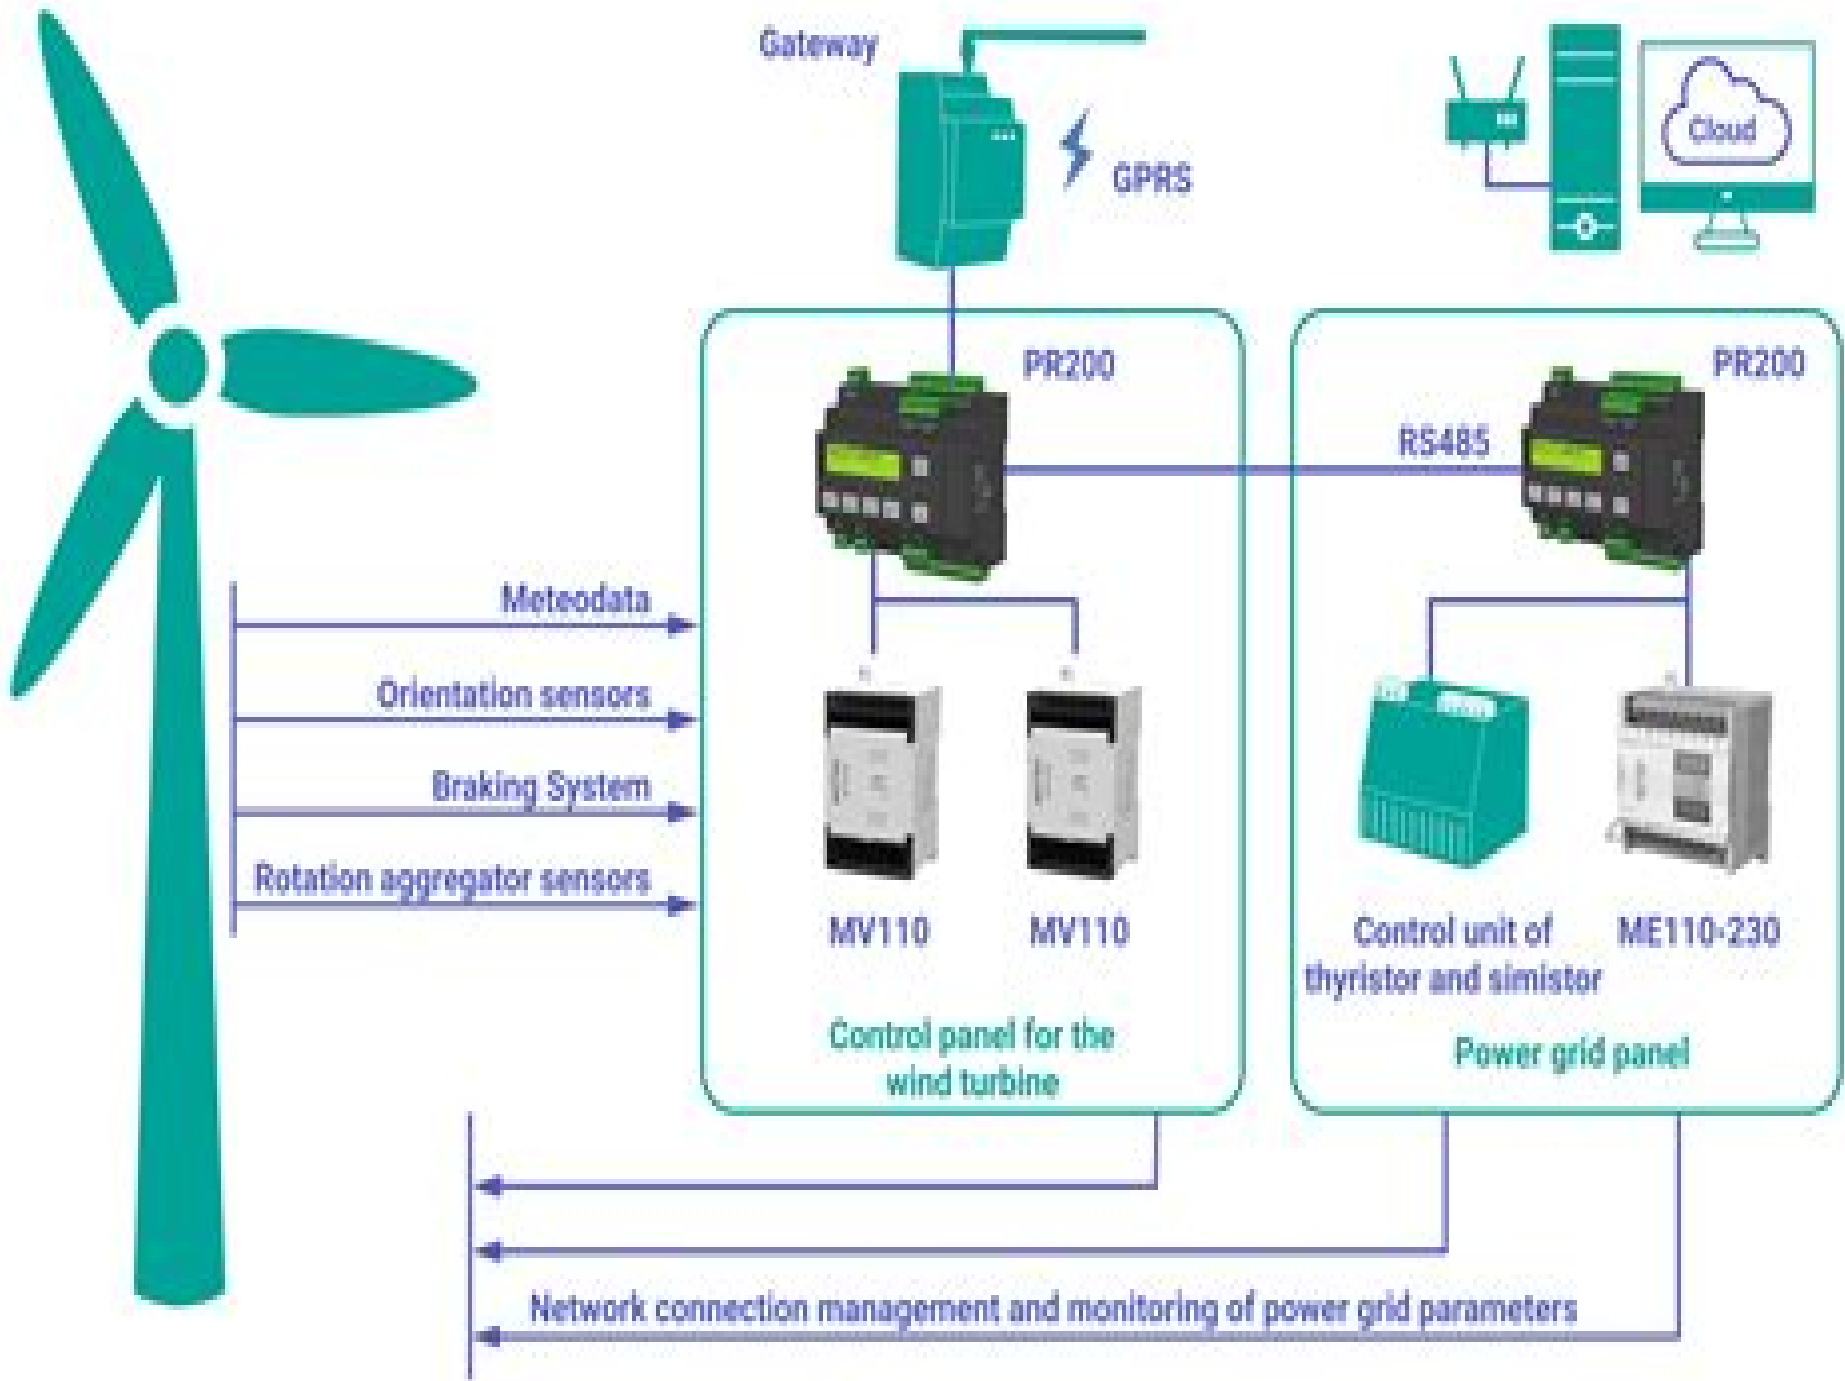 Gateway
GPRS
Cloud
PR200
PR200
RS485
Meteodata
Orientation sensors
Braking System
Rotation aggregator sensors
MV110
MV110
Control unit of
thyristor and simistor
ME110-230
Control panel for the
wind turbine
Power grid panel
Network connection management and monitoring of power grid parameters